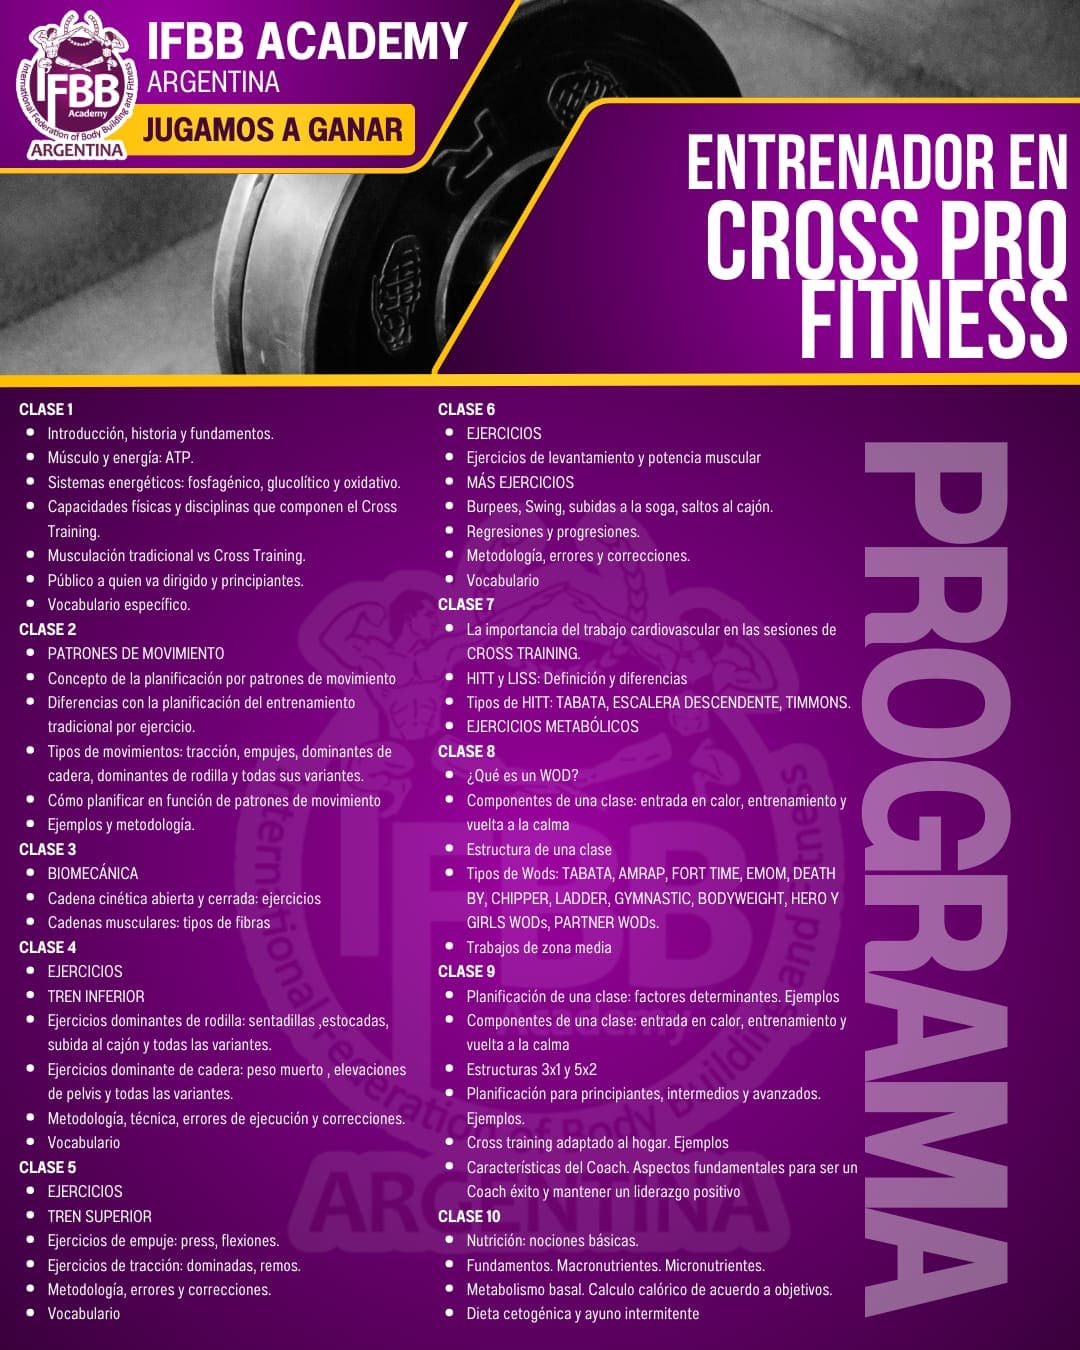 International Federation of Body Building and Fitness
IFBB
Academy
ARGENTINA
IFBB ACADEMY
ARGENTINA
JUGAMOS A GANAR
ENTRENADOR EN
CROSS PRO
FITNESS
CLASE 1
• Introducción, historia y fundamentos.
• Músculo y energía: ATP.
• Sistemas energéticos: fosfagénico, glucolítico y oxidativo.
• Capacidades físicas y disciplinas que componen el Cross
Training.
• Musculación tradicional vs Cross Training.
• Público a quien va dirigido y principiantes.
• Vocabulario específico.
CLASE 2
• PATRONES DE MOVIMIENTO
• Concepto de la planificación por patrones de movimiento
• Diferencias con la planificación del entrenamiento
tradicional por ejercicio.
• Tipos de movimientos: tracción, empujes, dominantes de
cadera, dominantes de rodilla y todas sus variantes.
• Cómo planificar en función de patrones de movimiento
• Ejemplos y metodología.
CLASE 3
• BIOMECÁNICA
• Cadena cinética abierta y cerrada: ejercicios
• Cadenas musculares: tipos de fibras
CLASE 4
• EJERCICIOS
• TREN INFERIOR
• Ejercicios dominantes de rodilla: sentadillas ,estocadas,
subida al cajón y todas las variantes.
• Ejercicios dominante de cadera: peso muerto , elevaciones
de pelvis y todas las variantes.
• Metodología, técnica, errores de ejecución y correcciones.
• Vocabulario
CLASE 5
• EJERCICIOS
• TREN SUPERIOR
• Ejercicios de empuje: press, flexiones.
• Ejercicios de tracción: dominadas, remos.
• Metodología, errores y correcciones.
• Vocabulario
CLASE 6
• EJERCICIOS
• Ejercicios de levantamiento y potencia muscular
• MÁS EJERCICIOS
• Burpees, Swing, subidas a la soga, saltos al cajón.
• Regresiones y progresiones.
• Metodología, errores y correcciones.
• Vocabulario
CLASE 7
• La importancia del trabajo cardiovascular en las sesiones de
CROSS TRAINING.
• HITT y LISS: Definición y diferencias
• Tipos de HITT: TABATA, ESCALERA DESCENDENTE, TIMMONS.
• EJERCICIOS METABÓLICOS
CLASE 8
• ¿Qué es un WOD?
• Componentes de una clase: entrada en calor, entrenamiento y
vuelta a la calma
• Estructura de una clase
• Tipos de Wods: TABATA, AMRAP, FORT TIME, EMOM, DEATH
BY, CHIPPER, LADDER, GYMNASTIC, BODYWEIGHT, HERO Y
GIRLS WODs, PARTNER WODs.
• Trabajos de zona media
CLASE 9
• Planificación de una clase: factores determinantes. Ejemplos
• Componentes de una clase: entrada en calor, entrenamiento y
vuelta a la calma
• Estructuras 3x1 y 5x2
• Planificación para principiantes, intermedios y avanzados.
Ejemplos.
• Cross training adaptado al hogar. Ejemplos
• Características del Coach. Aspectos fundamentales para ser un
Coach éxito y mantener un liderazgo positivo
CLASE 10
• Nutrición: nociones básicas.
• Fundamentos. Macronutrientes. Micronutrientes.
• Metabolismo basal. Calculo calórico de acuerdo a objetivos.
• Dieta cetogénica y ayuno intermitente
PROGRAMA
International Federation of Body Building and Fitness
IFBB
Academy
ARGENTINA